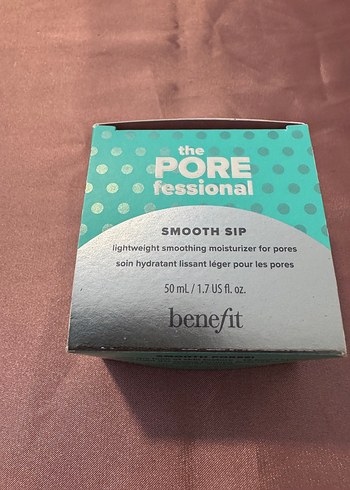 the
PORE
fessional
SMOOTH SIP
lightweight smoothing moisturizer for pores
soin hydratant lissant léger pour les pores
50 mL / 1.7 US fl. oz.
benefit